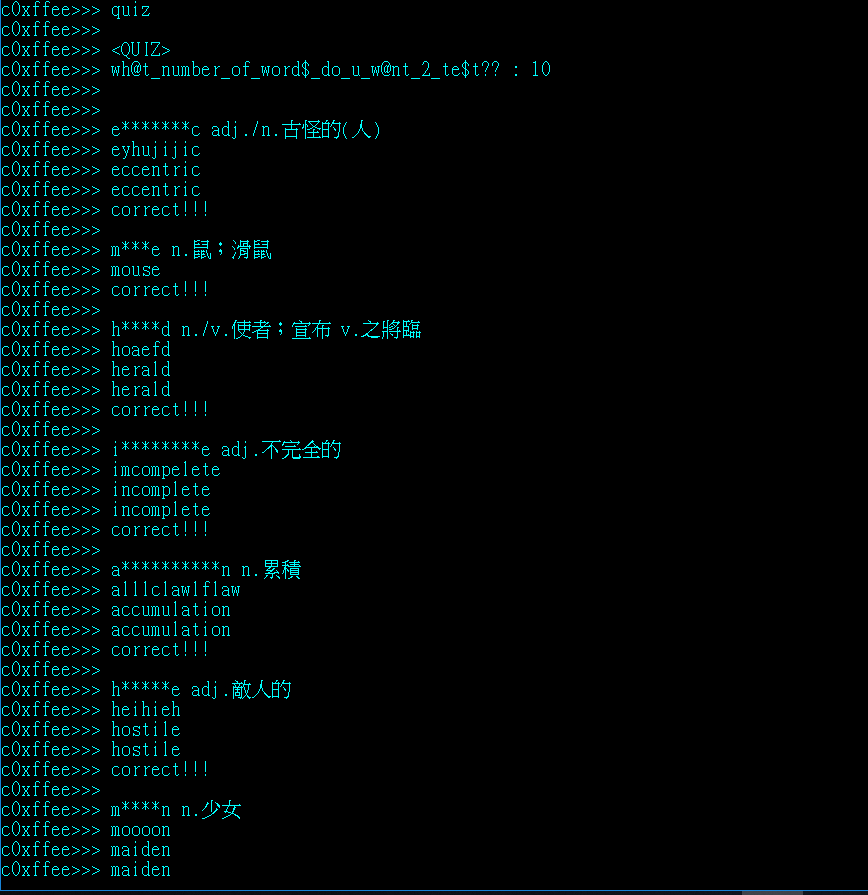 c0xffee>>> quiz
c0xffee>>>
c0xffee>>> <QUIZ>
c0xffee>>> wh@t_number_of_word$_do_u_w@nt_2_te$t?? : 10
c0xffee>>>
c0xffee>>>
c0xffee>>> e*******c adj./n.古怪的(人)
c0xffee>>> eyhujijic
c0xffee>>> eccentric
c0xffee>>> eccentric
c0xffee>>> correct!!!
c0xffee>>>
c0xffee>>> m***e n.鼠；滑鼠
c0xffee>>> mouse
c0xffee>>> correct!!!
c0xffee>>>
c0xffee>>> h****d n./v.使者；宣布 v.之將臨
c0xffee>>> hoaefd
c0xffee>>> herald
c0xffee>>> herald
c0xffee>>> correct!!!
c0xffee>>>
c0xffee>>> i********e adj.不完全的
c0xffee>>> imcompelete
c0xffee>>> incomplete
c0xffee>>> incomplete
c0xffee>>> correct!!!
c0xffee>>>
c0xffee>>> a**********n n.累積
c0xffee>>> alllclawlflaw
c0xffee>>> accumulation
c0xffee>>> accumulation
c0xffee>>> correct!!!
c0xffee>>>
c0xffee>>> h*****e adj.敵人的
c0xffee>>> heihieh
c0xffee>>> hostile
c0xffee>>> hostile
c0xffee>>> correct!!!
c0xffee>>>
c0xffee>>> m****n n.少女
c0xffee>>> moooon
c0xffee>>> maiden
c0xffee>>> maiden